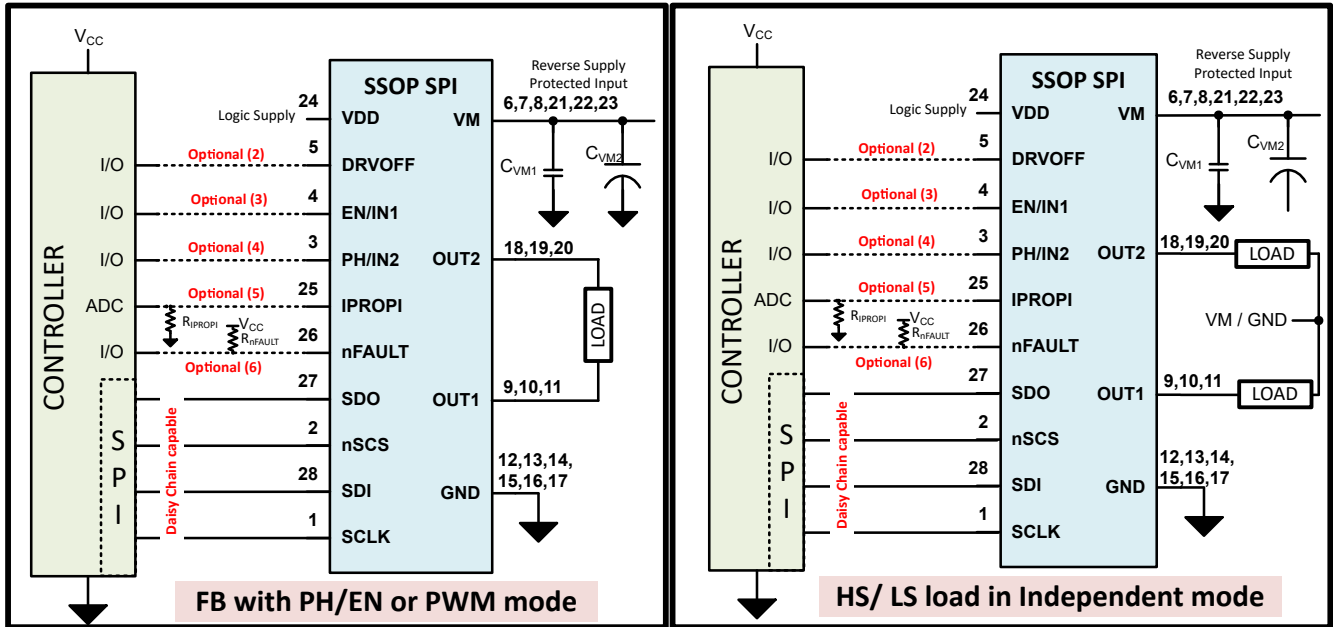 VCC
CONTROLLER
I/O
I/O
I/O
ADC
I/O
SPI
Logic Supply
Optional (2)
Optional (3)
Optional (4)
Optional (5)
RIPROPI
VCC
RnFAULT
Optional (6)
Daisy Chain capable
24
5
4
3
25
26
27
2
28
1
SSOP SPI
VDD
DRVOFF
EN/IN1
PH/IN2
IPROPI
nFAULT
SDO
nSCS
SDI
SCLK
VM
OUT2
OUT1
GND
Reverse Supply
Protected Input
6,7,8,21,22,23
CVM1
CVM2
18,19,20
LOAD
9,10,11
12,13,14,
15,16,17
FB with PH/EN or PWM mode
VCC
CONTROLLER
I/O
I/O
I/O
ADC
I/O
SPI
Logic Supply
Optional (2)
Optional (3)
Optional (4)
Optional (5)
RIPROPI
VCC
RnFAULT
Optional (6)
Daisy Chain capable
24
5
4
3
25
26
27
2
28
1
SSOP SPI
VDD
DRVOFF
EN/IN1
PH/IN2
IPROPI
nFAULT
SDO
nSCS
SDI
SCLK
VM
OUT2
OUT1
GND
Reverse Supply
Protected Input
6,7,8,21,22,23
CVM1
CVM2
18,19,20
LOAD
VM / GND
9,10,11
LOAD
12,13,14,
15,16,17
HS/ LS load in Independent mode